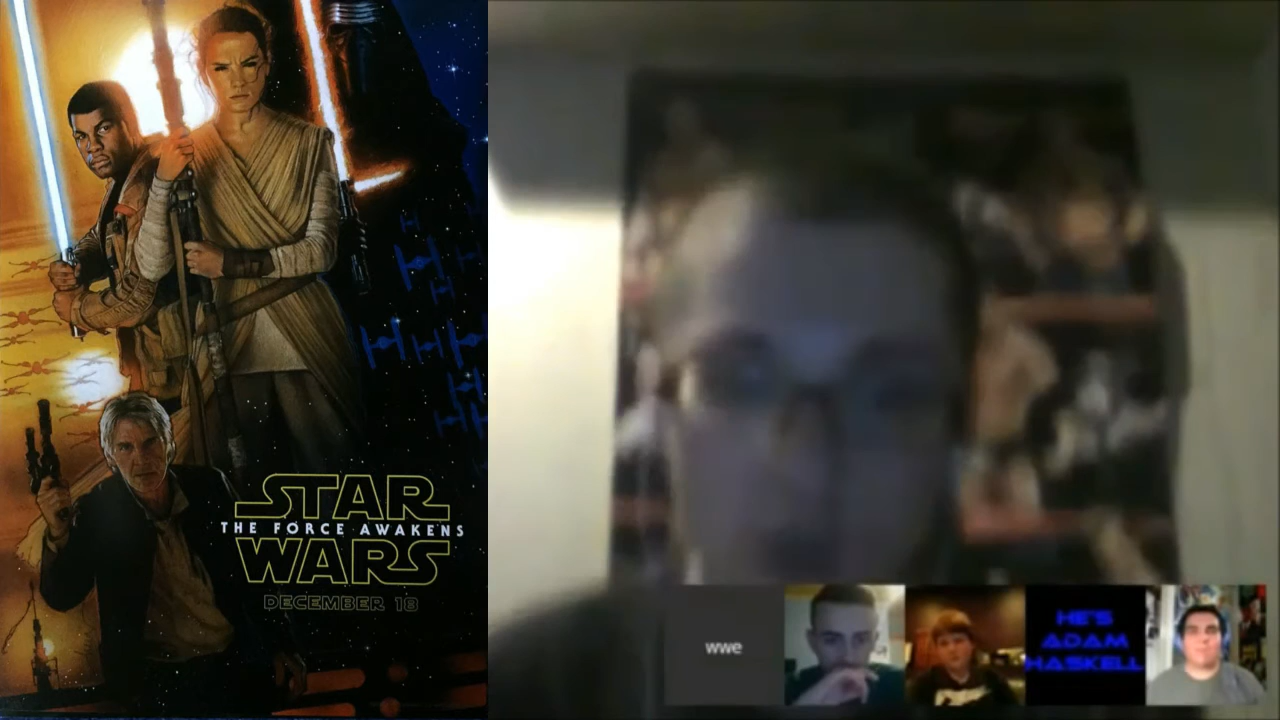 STAR
THE FORCE AWAKENS
WARS
DECEMBER 18
wwe
HE'S
ADAM
HASKELL